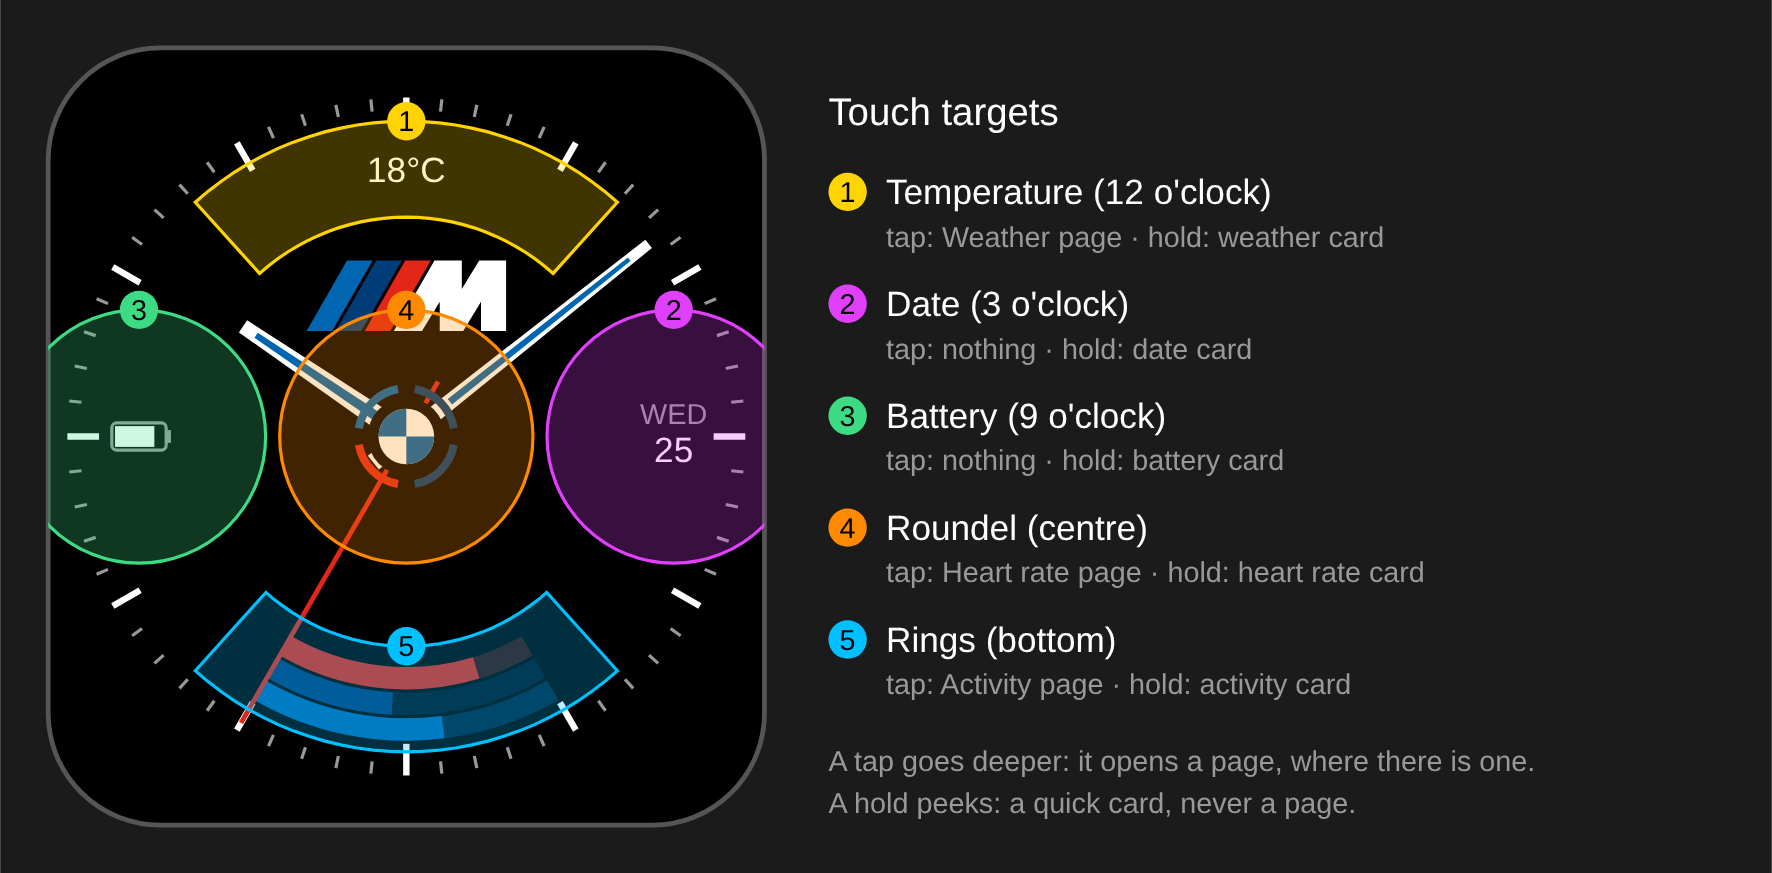 1
18°C
M
3
4
2
WED
25
5
Touch targets
1 Temperature (12 o'clock)
tap: Weather page · hold: weather card
2 Date (3 o'clock)
tap: nothing · hold: date card
3 Battery (9 o'clock)
tap: nothing · hold: battery card
4 Roundel (centre)
tap: Heart rate page · hold: heart rate card
5 Rings (bottom)
tap: Activity page · hold: activity card
A tap goes deeper: it opens a page, where there is one.
A hold peeks: a quick card, never a page.